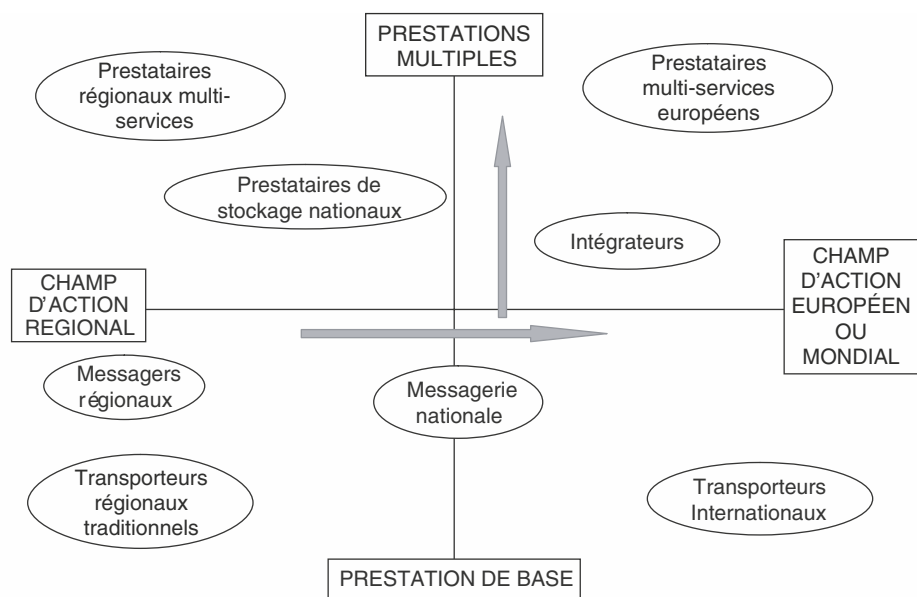 PRESTATIONS
MULTIPLES
Prestataires
régionaux multi-
services
Prestataires
multi-services
européens
Prestataires de
stockage nationaux
Intégrateurs
CHAMP
D'ACTION
REGIONAL
CHAMP
D'ACTION
EUROPÉEN
OU
MONDIAL
Messagers
régionaux
Messagerie
nationale
Transporteurs
régionaux
traditionnels
Transporteurs
Internationaux
PRESTATION DE BASE